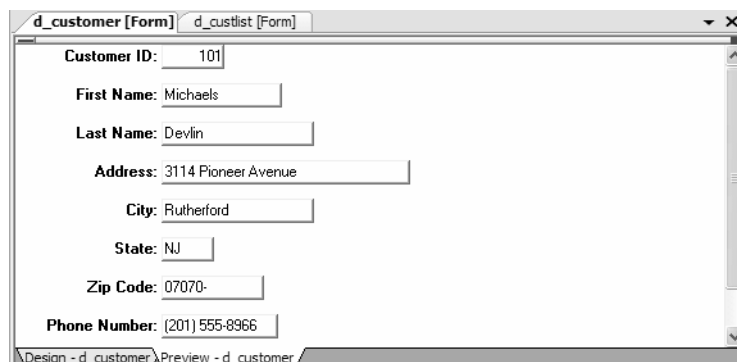 d_customer [Form] d_custlist [Form]
Customer ID: 101
First Name: Michaels
Last Name: Devlin
Address: 3114 Pioneer Avenue
City: Rutherford
State: NJ
Zip Code: 07070-
Phone Number: (201) 555-8966
Design - d_customer Preview - d_customer